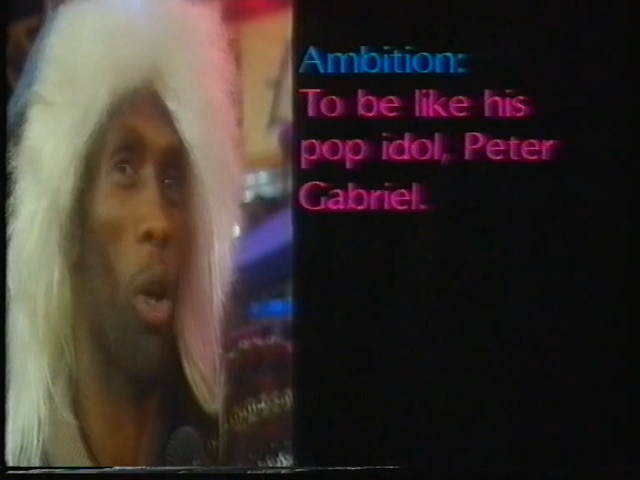 Ambition:
To be like his
pop idol, Peter
Gabriel.